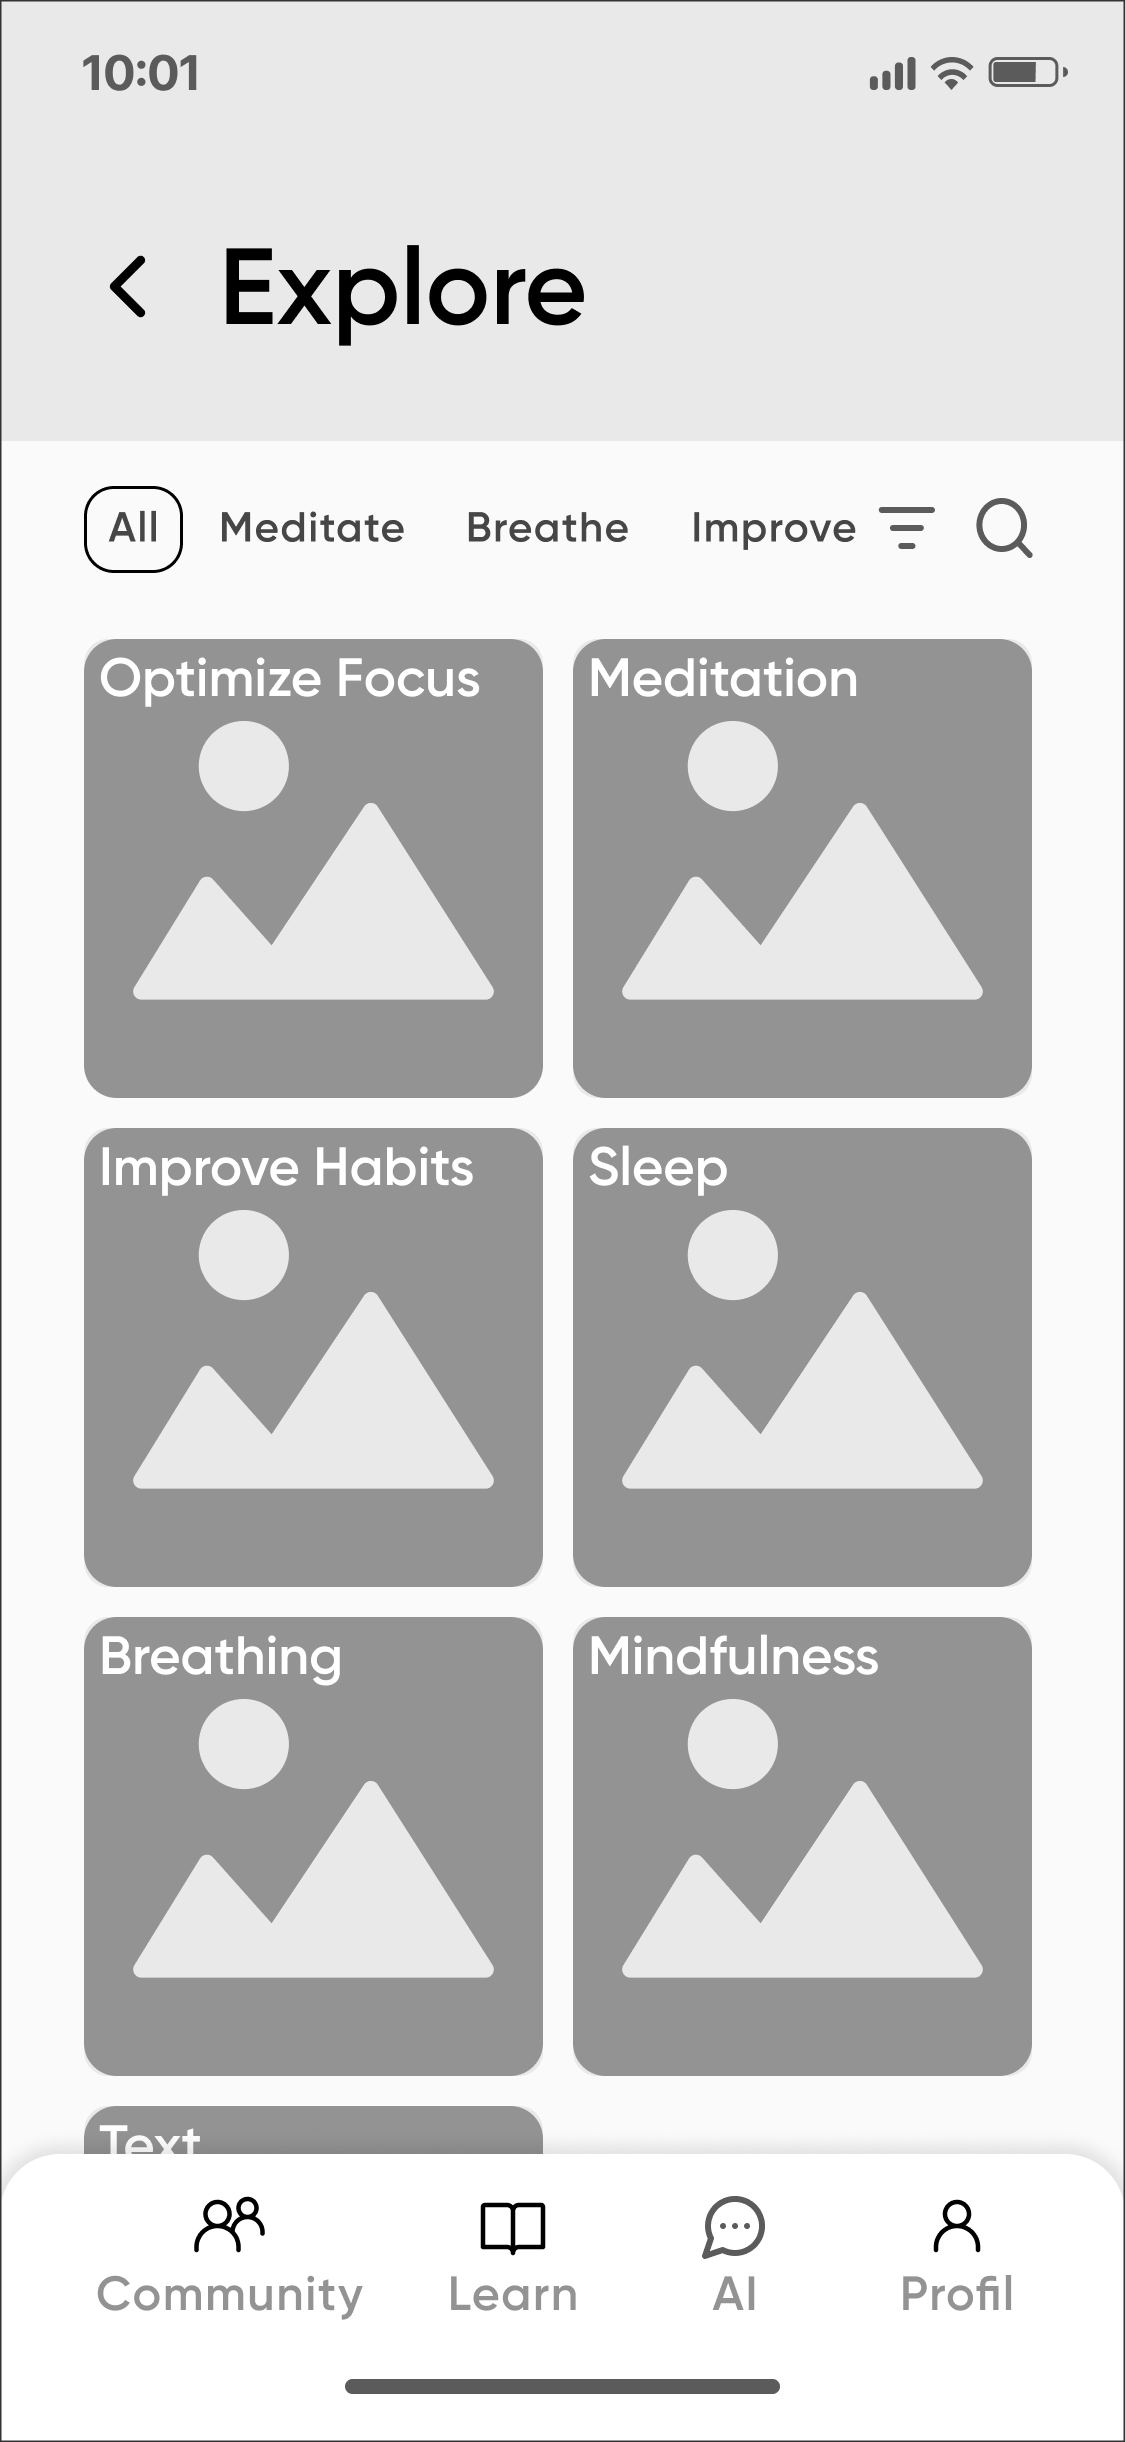 10:01
Explore
All Meditate Breathe Improve
Optimize Focus
Meditation
Improve Habits
Sleep
Breathing
Mindfulness
Text
Community
Learn
AI
Profil